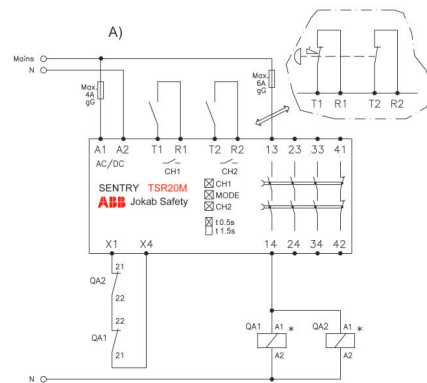 A)
Mains
N
Max.
4A
gG
Max.
6A
gG
T1 R1 T2 R2
A1 A2 T1 R1 T2 R2 13 23 33 41
AC/DC
CH1 CH2
SENTRY TSR20M
ABB Jokab Safety
CH1
MODE
CH2
t 0.5s
t 1.5s
X1 X4 14 24 34 42
QA2 21
22
22
QA1 21
QA1 A1 *
A2
QA2 A1 *
A2
N